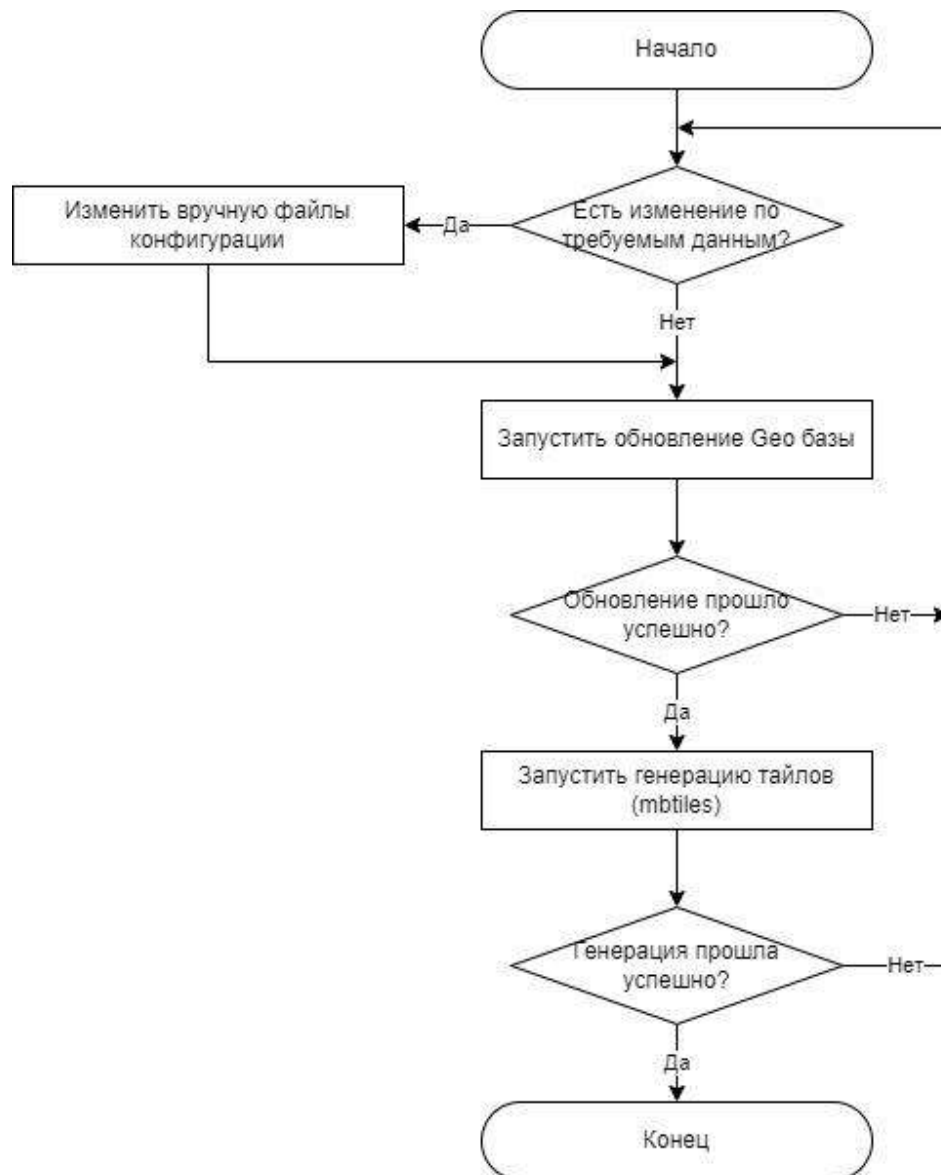 Начало
Есть изменение по
требуемым данным?
Да
Изменить вручную файлы
конфигурации
Нет
Запустить обновление Geo базы
Обновление прошло
успешно?
Нет
Да
Запустить генерацию тайлов
(mbtiles)
Генерация прошла
успешно?
Нет
Да
Конец